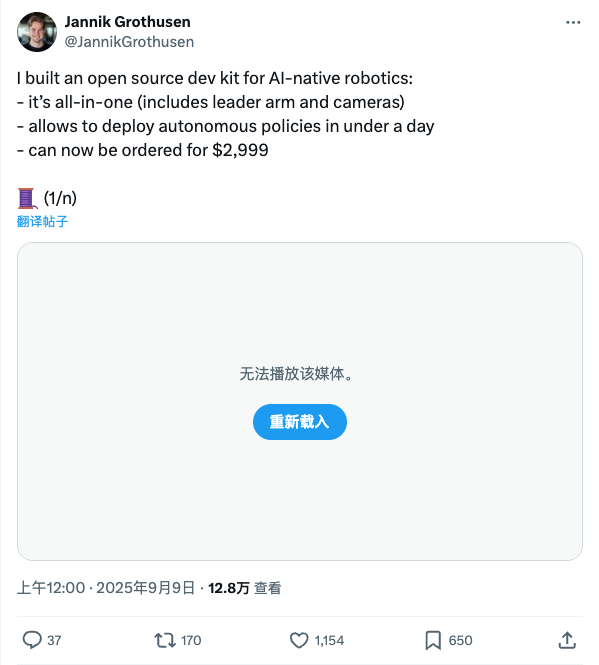 Jannik Grothusen
@JannikGrothusen
I built an open source dev kit for AI-native robotics:
- it’s all-in-one (includes leader arm and cameras)
- allows to deploy autonomous policies in under a day
- can now be ordered for $2,999
🧵 (1/n)
翻译帖子
无法播放该媒体。
重新载入
上午12:00 · 2025年9月9日 · 12.8万 查看
37 170 1,154 650